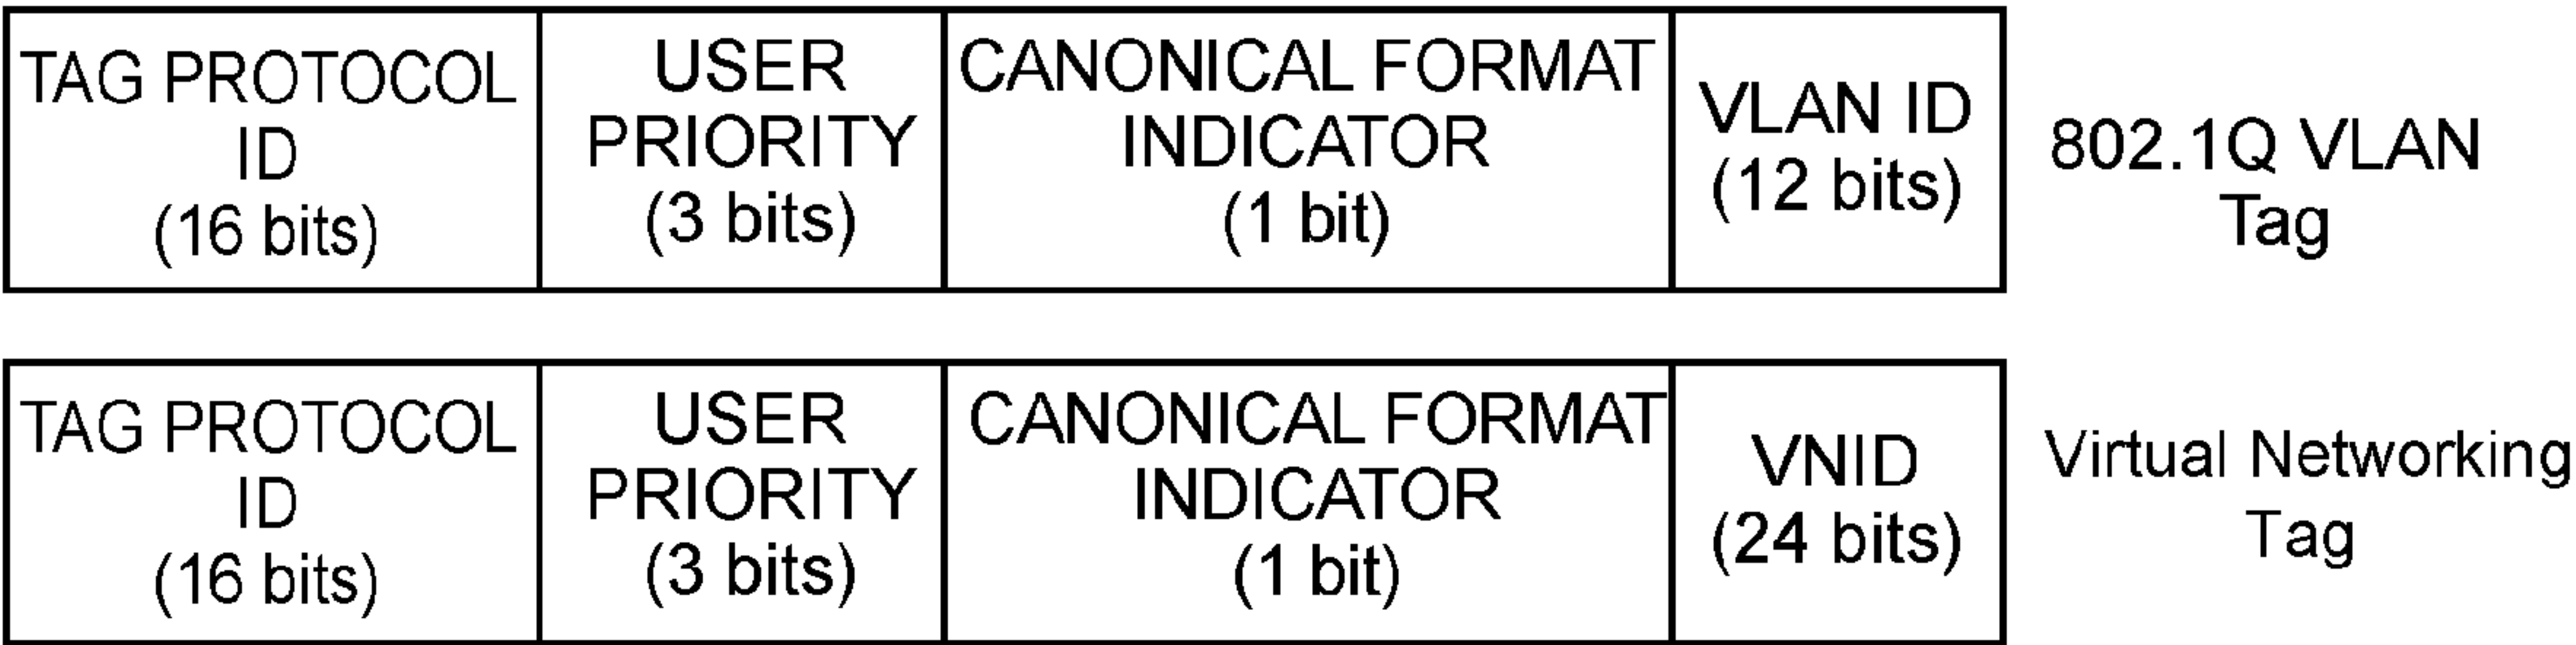 TAG PROTOCOL
ID
(16 bits)
USER
PRIORITY
(3 bits)
CANONICAL FORMAT
INDICATOR
(1 bit)
VLAN ID
(12 bits)
802.1Q VLAN
Tag
TAG PROTOCOL
ID
(16 bits)
USER
PRIORITY
(3 bits)
CANONICAL FORMAT
INDICATOR
(1 bit)
VNID
(24 bits)
Virtual Networking
Tag